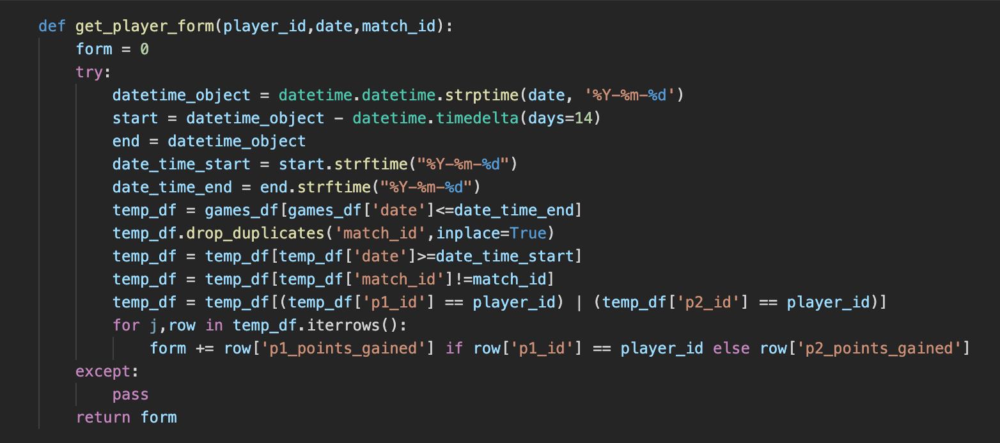 def get_player_form(player_id,date,match_id):
    form = 0
    try:
        datetime_object = datetime.datetime.strptime(date, '%Y-%m-%d')
        start = datetime_object - datetime.timedelta(days=14)
        end = datetime_object
        date_time_start = start.strftime("%Y-%m-%d")
        date_time_end = end.strftime("%Y-%m-%d")
        temp_df = games_df[games_df['date']<=date_time_end]
        temp_df.drop_duplicates('match_id',inplace=True)
        temp_df = temp_df[temp_df['date']>=date_time_start]
        temp_df = temp_df[temp_df['match_id']!=match_id]
        temp_df = temp_df[(temp_df['p1_id'] == player_id) | (temp_df['p2_id'] == player_id)]
        for j,row in temp_df.iterrows():
            form += row['p1_points_gained'] if row['p1_id'] == player_id else row['p2_points_gained']
    except:
        pass
    return form